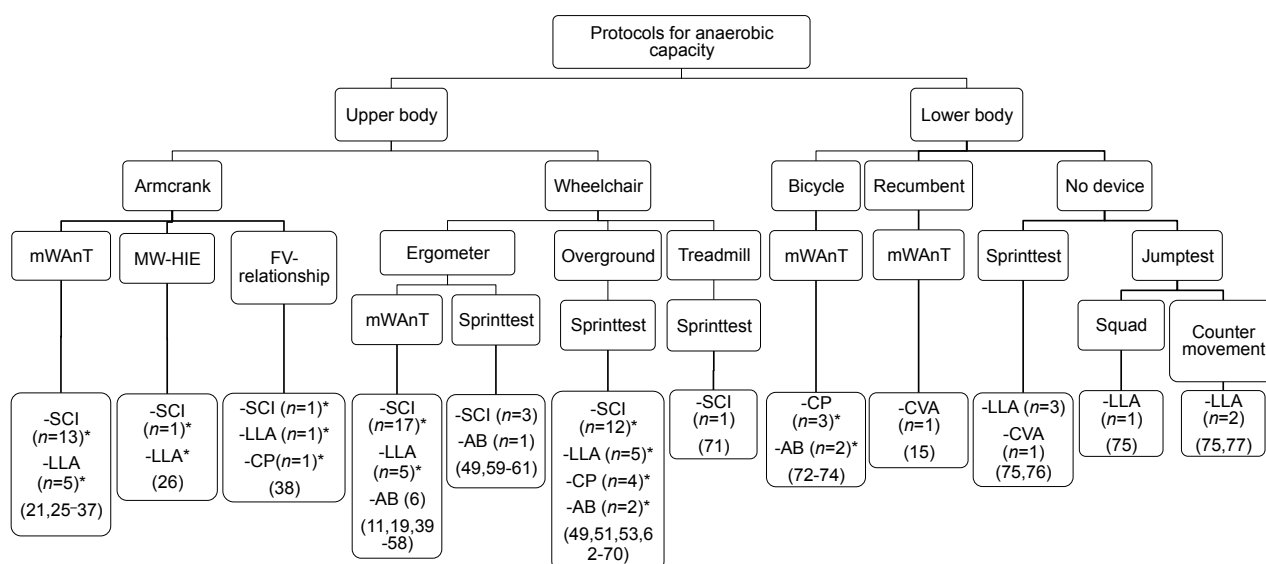 Protocols for anaerobic
capacity
Upper body
Lower body
Armcrank
Wheelchair
Bicycle
Recumbent
No device
mWAnT
MW-HIE
FV-
relationship
Ergometer
Overground
Treadmill
mWAnT
mWAnT
Sprinttest
Jumptest
mWAnT
Sprinttest
Sprinttest
Sprinttest
Squad
Counter
movement
-SCI
(n=13)*
-LLA
(n=5)*
(21,25–37)
-SCI
(n=1)*
-LLA*
(26)
-SCI (n=1)*
-LLA (n=1)*
-CP(n=1)*
(38)
-SCI
(n=17)*
-LLA
(n=5)*
-AB (6)
(11,19,39
-58)
-SCI (n=3)
-AB (n=1)
(49,59-61)
-SCI
(n=12)*
-LLA (n=5)*
-CP (n=4)*
-AB (n=2)*
(49,51,53,6
2-70)
-SCI
(n=1)
(71)
-CP
(n=3)*
-AB (n=2)*
(72-74)
-CVA
(n=1)
(15)
-LLA (n=3)
-CVA
(n=1)
(75,76)
-LLA
(n=1)
(75)
-LLA
(n=2)
(75,77)